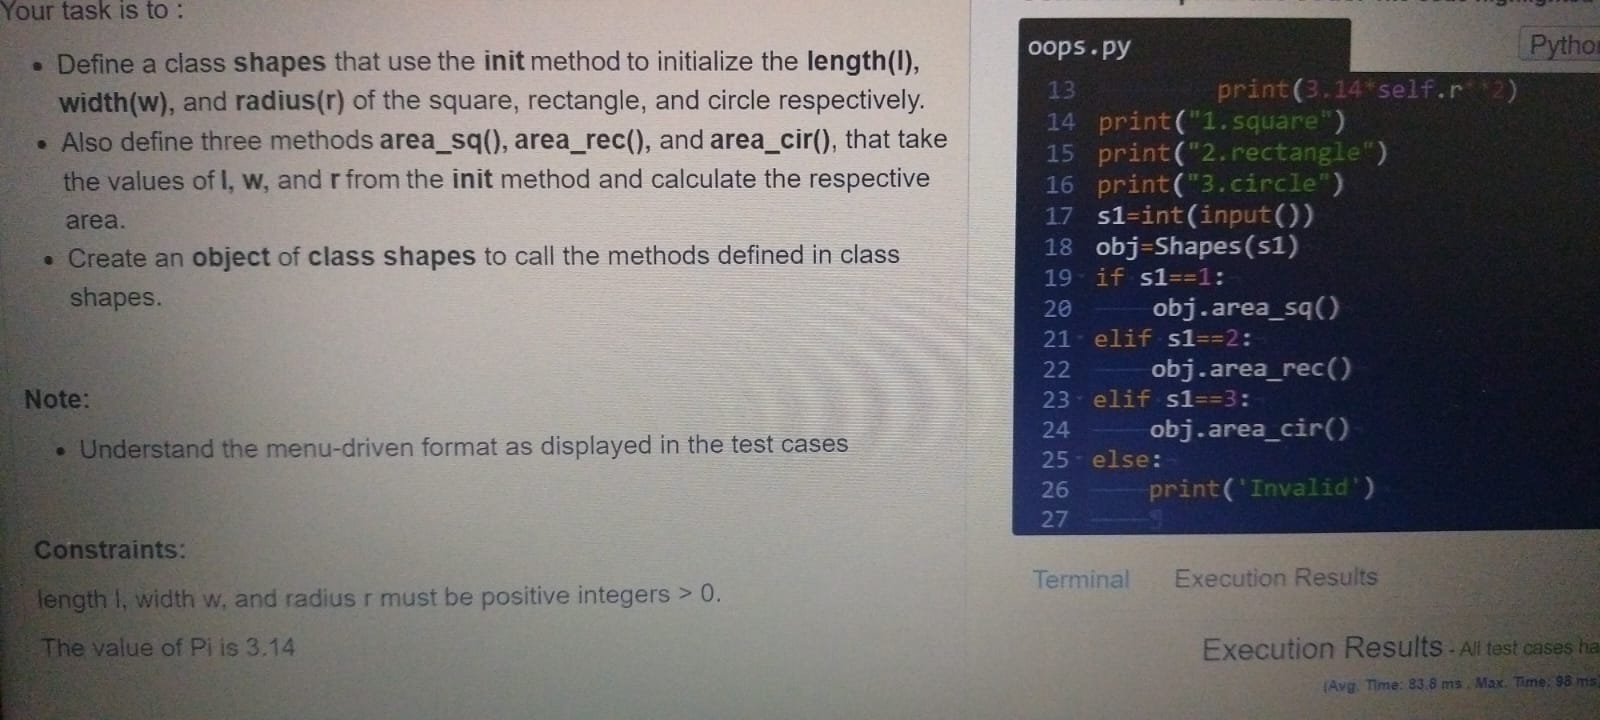 Your task is to :
• Define a class shapes that use the init method to initialize the length(l),
width(w), and radius(r) of the square, rectangle, and circle respectively.
• Also define three methods area_sq(), area_rec(), and area_cir(), that take
the values of l, w, and r from the init method and calculate the respective
area.
• Create an object of class shapes to call the methods defined in class
shapes.
Note:
• Understand the menu-driven format as displayed in the test cases
Constraints:
length l, width w, and radius r must be positive integers > 0.
The value of Pi is 3.14
oops.py
13 print(3.14*self.r**2)
14 print("1.square")
15 print("2.rectangle")
16 print("3.circle")
17 s1=int(input())
18 obj=Shapes(s1)
19 if s1==1:
20 obj.area_sq()
21 elif s1==2:
22 obj.area_rec()
23 elif s1==3:
24 obj.area_cir()
25 else:
26 print('Invalid')
27
Terminal Execution Results
Execution Results - All test cases ha
(Avg. Time: 83.8 ms , Max. Time: 98 ms